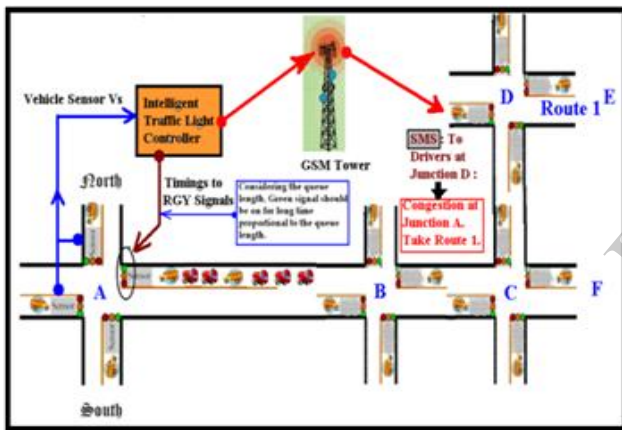 Vehicle Sensor Vs
Intelligent
Traffic Light
Controller
GSM Tower
D
E
Route 1
SMS : To
Drivers at
Junction D :
Congestion at
Junction A.
Take Route 1.
North
Timings to
RGY Signals
Considering the queue
length, Green signal should
be on for long time
proportional to the queue
length.
A
B
C
F
South